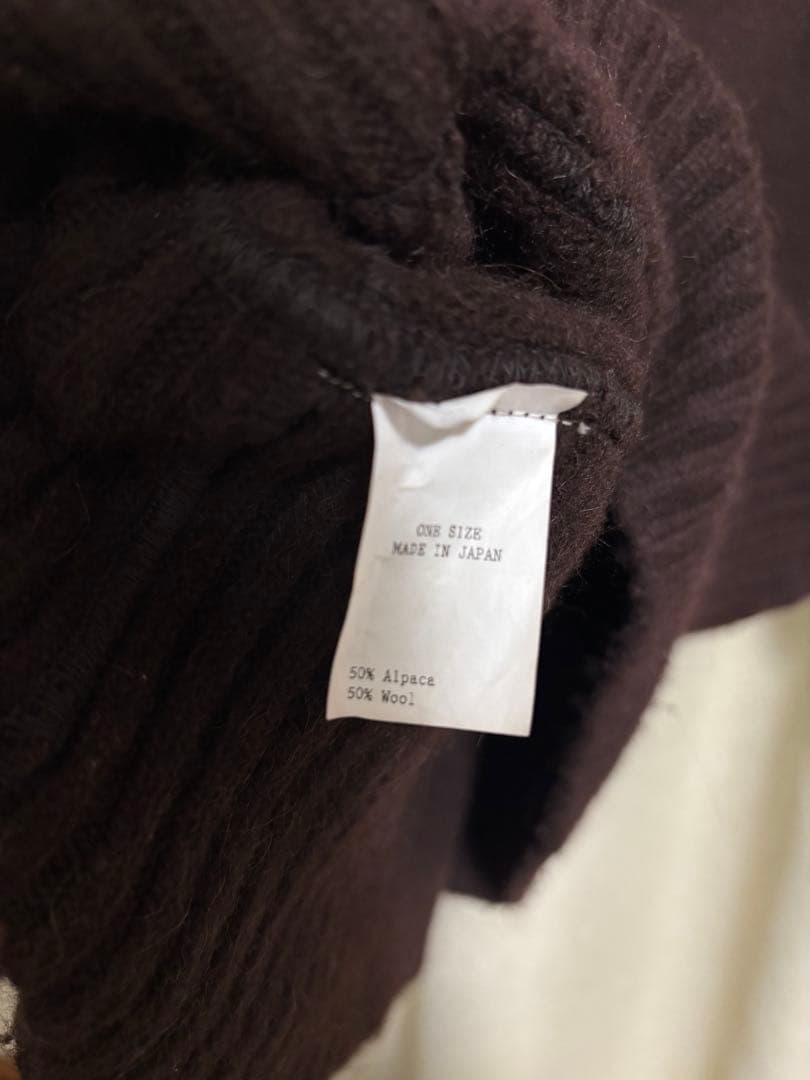 ONE SIZE
MADE IN JAPAN
50% Alpaca
50% Wool